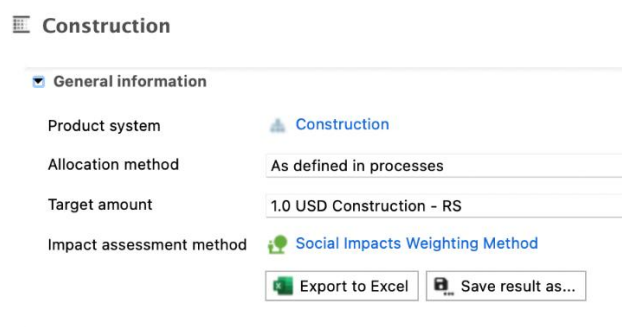 Construction
General information
Product system Construction
Allocation method As defined in processes
Target amount 1.0 USD Construction - RS
Impact assessment method Social Impacts Weighting Method
Export to Excel Save result as...